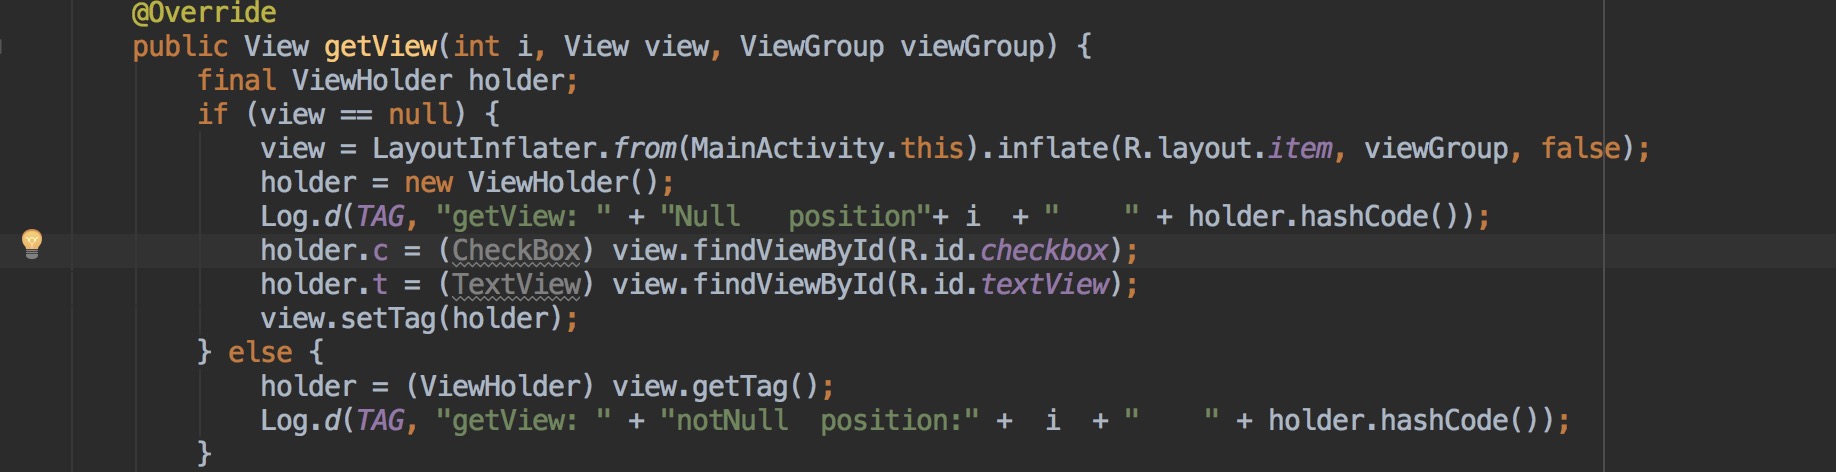 @Override
public View getView(int i, View view, ViewGroup viewGroup) {
final ViewHolder holder;
if (view == null) {
view = LayoutInflater.from(MainActivity.this).inflate(R.layout.item, viewGroup, false);
holder = new ViewHolder();
Log.d(TAG, "getView: " + "Null   position"+ i  + "    " + holder.hashCode());
holder.c = (CheckBox) view.findViewById(R.id.checkbox);
holder.t = (TextView) view.findViewById(R.id.textView);
view.setTag(holder);
} else {
holder = (ViewHolder) view.getTag();
Log.d(TAG, "getView: " + "notNull  position:" +  i  + "    " + holder.hashCode());
}